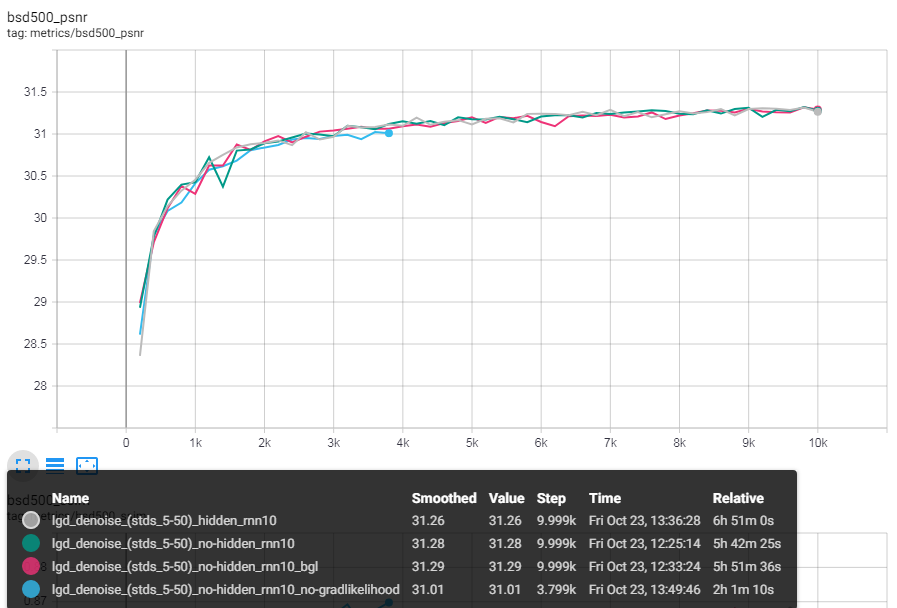 bsd500_psnr
tag: metrics/bsd500_psnr
31.5
31
30.5
30
29.5
29
28.5
28
0 1k 2k 3k 4k 5k 6k 7k 8k 9k 10k
Name Smoothed Value Step Time Relative
lgd_denoise_(stds_5-50)_hidden_rnn10 31.26 31.26 9.999k Fri Oct 23, 13:36:28 6h 51m 0s
lgd_denoise_(stds_5-50)_no-hidden_rnn10 31.28 31.28 9.999k Fri Oct 23, 12:25:14 5h 42m 25s
lgd_denoise_(stds_5-50)_no-hidden_rnn10_bgl 31.29 31.29 9.999k Fri Oct 23, 12:33:24 5h 51m 36s
lgd_denoise_(stds_5-50)_no-hidden_rnn10_no-gradlikelihood 31.01 31.01 3.799k Fri Oct 23, 13:49:46 2h 1m 10s
0.87